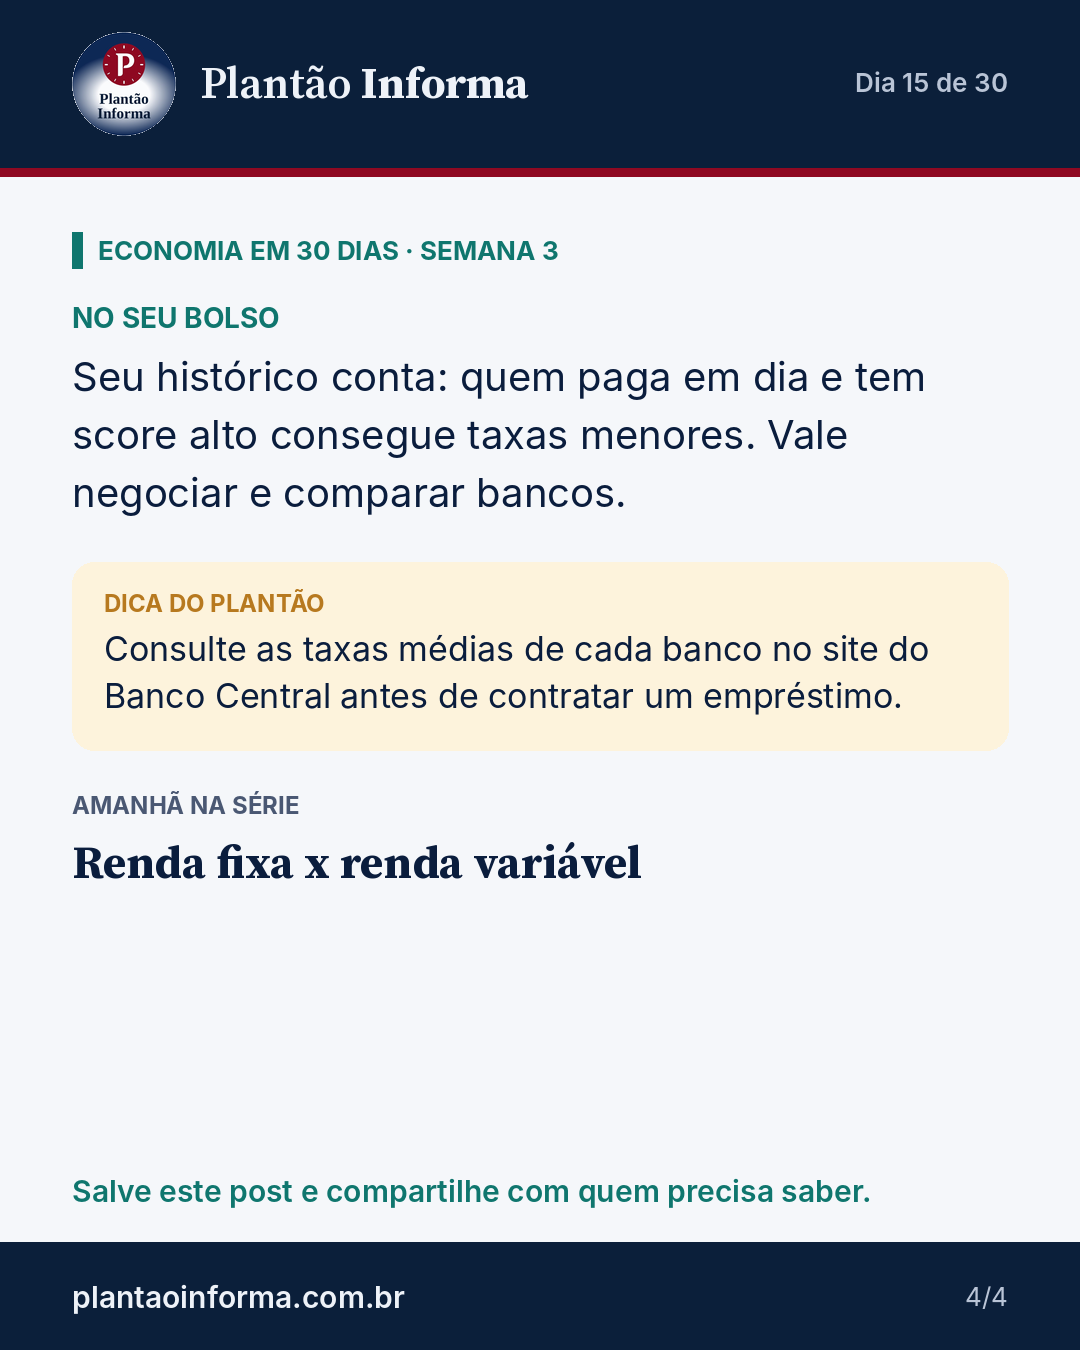 P
Plantão
Informa
Plantão Informa
Dia 15 de 30
ECONOMIA EM 30 DIAS · SEMANA 3
NO SEU BOLSO
Seu histórico conta: quem paga em dia e tem
score alto consegue taxas menores. Vale
negociar e comparar bancos.
DICA DO PLANTÃO
Consulte as taxas médias de cada banco no site do
Banco Central antes de contratar um empréstimo.
AMANHÃ NA SÉRIE
Renda fixa x renda variável
Salve este post e compartilhe com quem precisa saber.
plantaoinforma.com.br
4/4